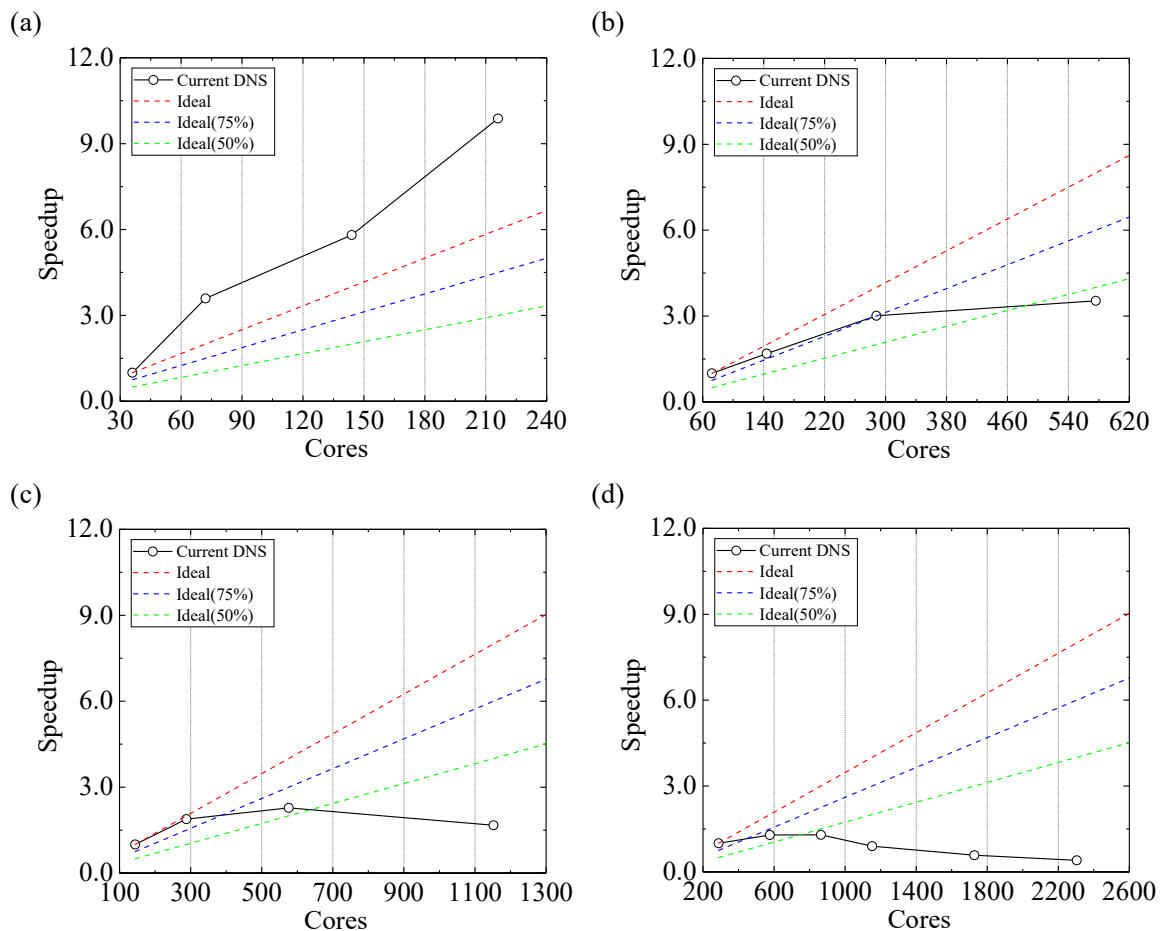 (a)
12.0
9.0
6.0
3.0
0.0
Speedup
Current DNS
Ideal
Ideal(75%)
Ideal(50%)
30 60 90 120 150 180 210 240
Cores
(b)
12.0
9.0
6.0
3.0
0.0
Speedup
Current DNS
Ideal
Ideal(75%)
Ideal(50%)
60 140 220 300 380 460 540 620
Cores
(c)
12.0
9.0
6.0
3.0
0.0
Speedup
Current DNS
Ideal
Ideal(75%)
Ideal(50%)
100 300 500 700 900 1100 1300
Cores
(d)
12.0
9.0
6.0
3.0
0.0
Speedup
Current DNS
Ideal
Ideal(75%)
Ideal(50%)
200 600 1000 1400 1800 2200 2600
Cores